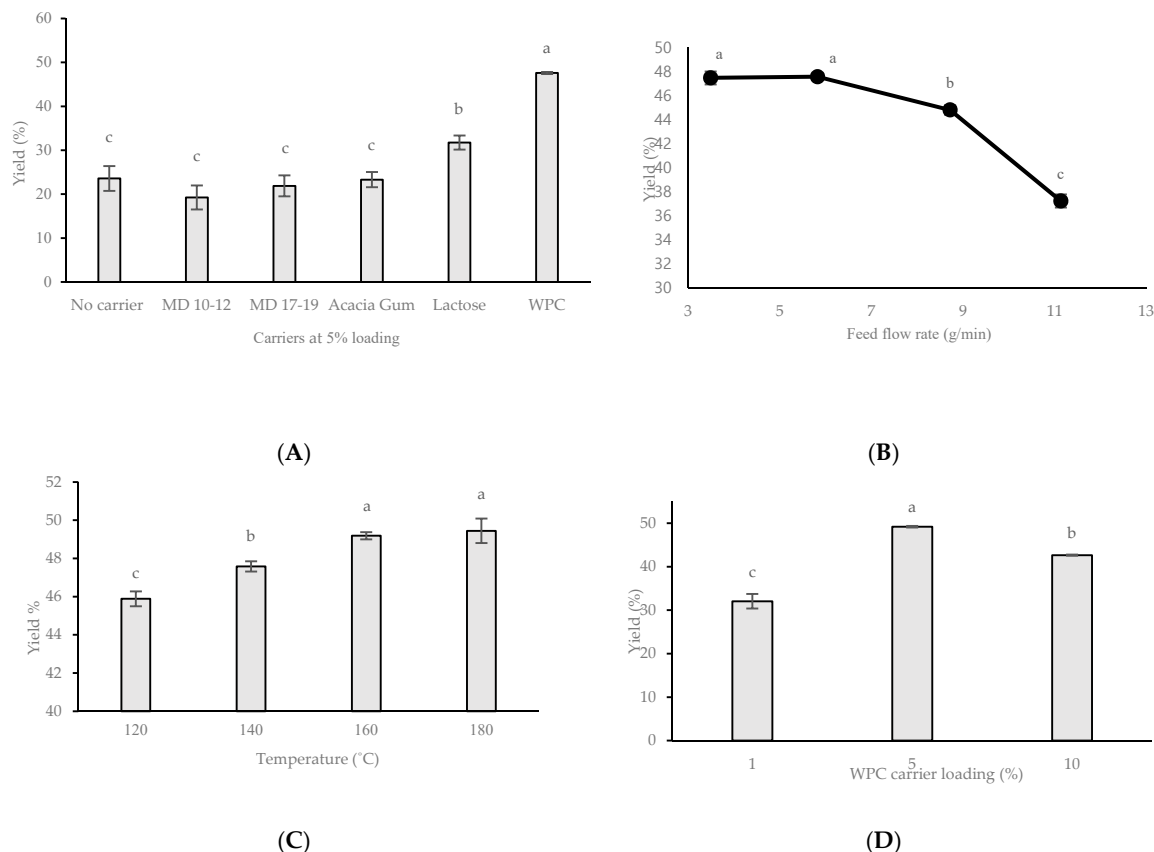 60
50
40
30
20
10
0
Yield (%)
c
c
c
c
b
a
No carrier MD 10-12 MD 17-19 Acacia Gum Lactose WPC
Carriers at 5% loading
(A)
50
48
46
44
42
40
38
36
34
32
30
Yield (%)
a
a
b
c
3 5 7 9 11 13
Feed flow rate (g/min)
(B)
52
50
48
46
44
42
40
Yield %
c
b
a
a
120 140 160 180
Temperature (˚C)
(C)
60
50
40
30
20
10
0
Yield (%)
c
a
b
1 5 10
WPC carrier loading (%)
(D)